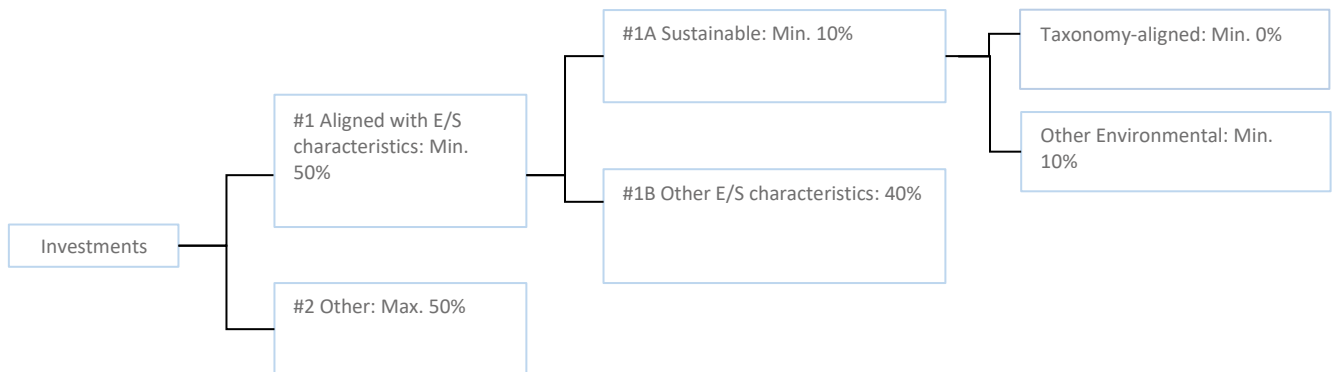 #1A Sustainable: Min. 10%
Taxonomy-aligned: Min. 0%
#1 Aligned with E/S
characteristics: Min.
50%
Other Environmental: Min.
10%
#1B Other E/S characteristics: 40%
Investments
#2 Other: Max. 50%